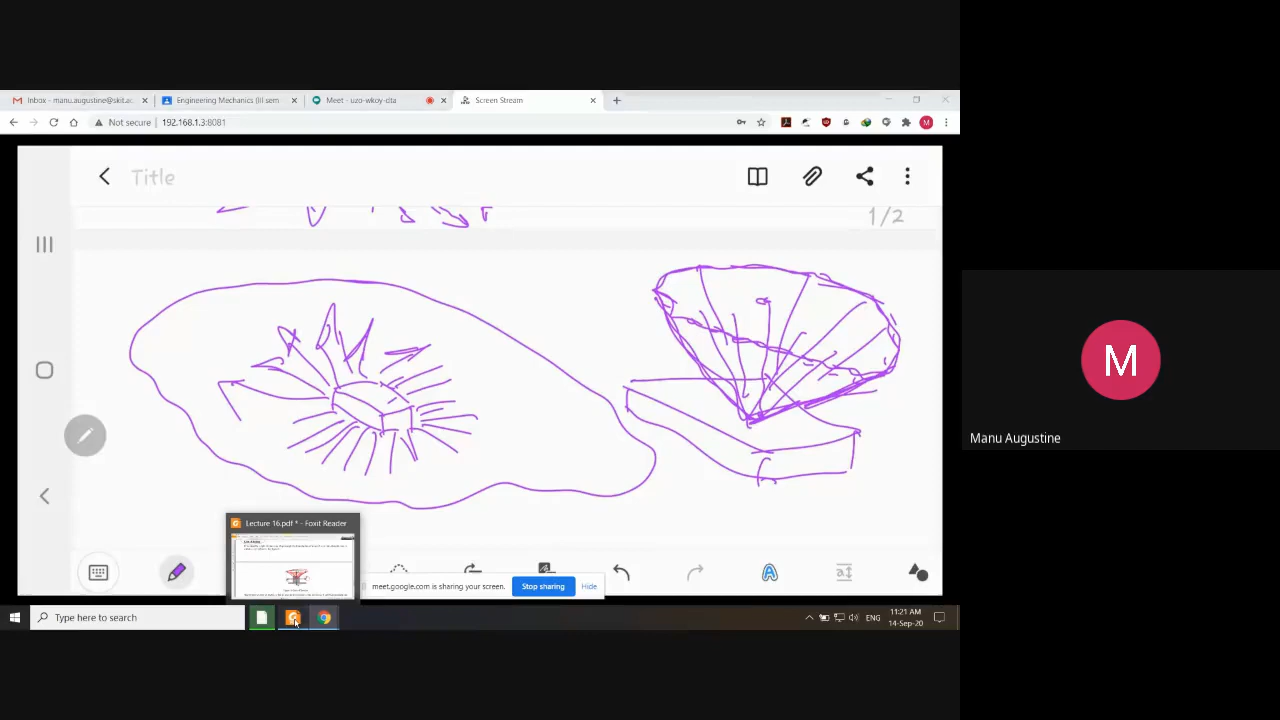 Inbox - manu.augustine@skit.ac
Engineering Mechanics (III sem
Meet - uzo-wkoy-dta
Screen Stream
Not secure | 192.168.1.3:8081
M
Title
1/2
M
Manu Augustine
Lecture 16.pdf * - Foxit Reader
meet.google.com is sharing your screen.
Stop sharing
Hide
Type here to search
ENG
11:21 AM
14-Sep-20